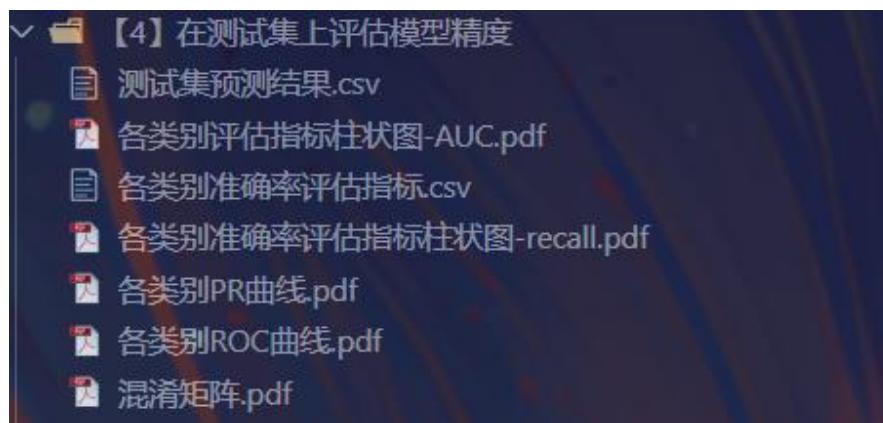 【4】在测试集上评估模型精度
测试集预测结果.csv
各类别评估指标柱状图-AUC.pdf
各类别准确率评估指标.csv
各类别准确率评估指标柱状图-recall.pdf
各类别PR曲线.pdf
各类别ROC曲线.pdf
混淆矩阵.pdf